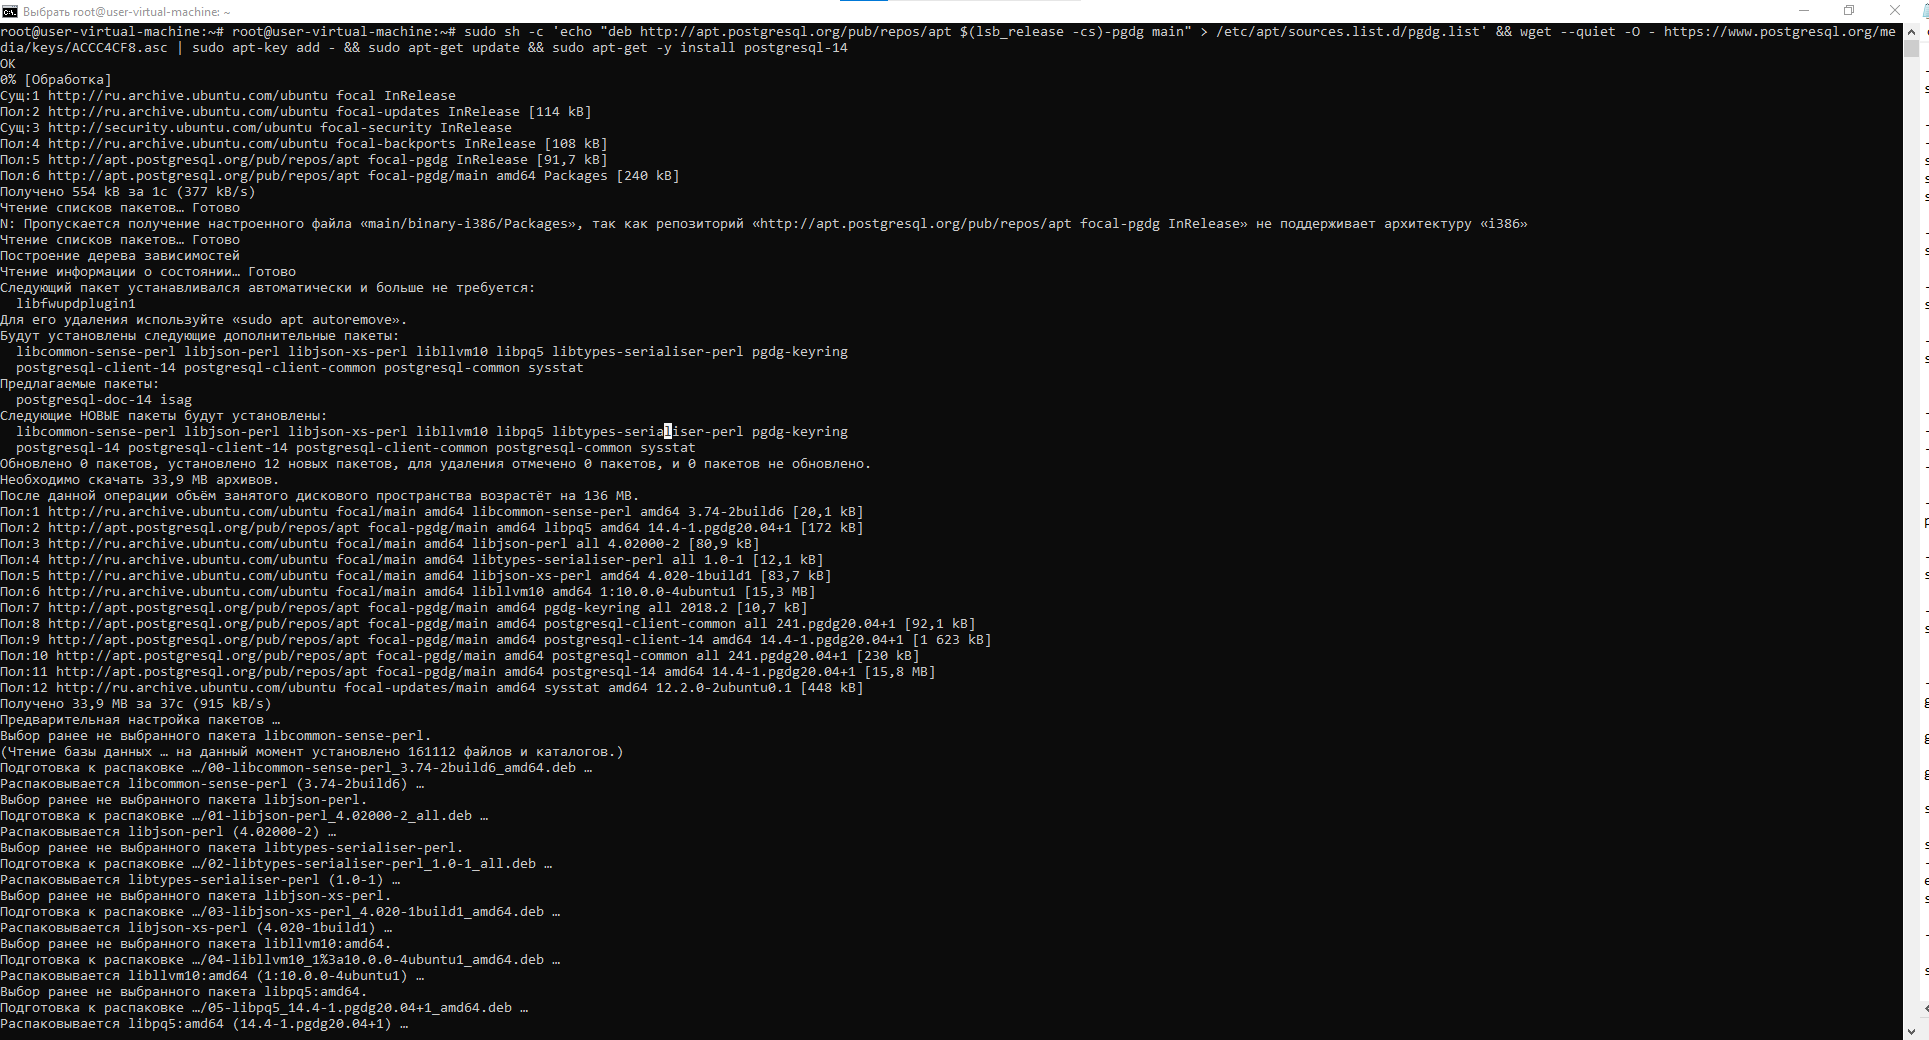 Выбрать root@user-virtual-machine: ~
root@user-virtual-machine:~# root@user-virtual-machine:~# sudo sh -c 'echo "deb http://apt.postgresql.org/pub/repos/apt $(lsb_release -cs)-pgdg main" > /etc/apt/sources.list.d/pgdg.list' && wget --quiet -O - https://www.postgresql.org/me
dia/keys/ACCC4CF8.asc | sudo apt-key add - && sudo apt-get update && sudo apt-get -y install postgresql-14
OK
0% [Обработка]
Сущ:1 http://ru.archive.ubuntu.com/ubuntu focal InRelease
Пол:2 http://ru.archive.ubuntu.com/ubuntu focal-updates InRelease [114 kB]
Сущ:3 http://security.ubuntu.com/ubuntu focal-security InRelease
Пол:4 http://ru.archive.ubuntu.com/ubuntu focal-backports InRelease [108 kB]
Пол:5 http://apt.postgresql.org/pub/repos/apt focal-pgdg InRelease [91,7 kB]
Пол:6 http://apt.postgresql.org/pub/repos/apt focal-pgdg/main amd64 Packages [240 kB]
Получено 554 kB за 1с (377 kB/s)
Чтение списков пакетов… Готово
N: Пропускается получение настроенного файла «main/binary-i386/Packages», так как репозиторий «http://apt.postgresql.org/pub/repos/apt focal-pgdg InRelease» не поддерживает архитектуру «i386»
Чтение списков пакетов… Готово
Построение дерева зависимостей
Чтение информации о состоянии… Готово
Следующий пакет устанавливался автоматически и больше не требуется:
  libfwupdplugin1
Для его удаления используйте «sudo apt autoremove».
Будут установлены следующие дополнительные пакеты:
  libcommon-sense-perl libjson-perl libjson-xs-perl libllvm10 libpq5 libtypes-serialiser-perl pgdg-keyring
  postgresql-client-14 postgresql-client-common postgresql-common sysstat
Предлагаемые пакеты:
  postgresql-doc-14 isag
Следующие НОВЫЕ пакеты будут установлены:
  libcommon-sense-perl libjson-perl libjson-xs-perl libllvm10 libpq5 libtypes-serialiser-perl pgdg-keyring
  postgresql-14 postgresql-client-14 postgresql-client-common postgresql-common sysstat
Обновлено 0 пакетов, установлено 12 новых пакетов, для удаления отмечено 0 пакетов, и 0 пакетов не обновлено.
Необходимо скачать 33,9 MB архивов.
После данной операции объём занятого дискового пространства возрастёт на 136 MB.
Пол:1 http://ru.archive.ubuntu.com/ubuntu focal/main amd64 libcommon-sense-perl amd64 3.74-2build6 [20,1 kB]
Пол:2 http://apt.postgresql.org/pub/repos/apt focal-pgdg/main amd64 libpq5 amd64 14.4-1.pgdg20.04+1 [172 kB]
Пол:3 http://ru.archive.ubuntu.com/ubuntu focal/main amd64 libjson-perl all 4.02000-2 [80,9 kB]
Пол:4 http://ru.archive.ubuntu.com/ubuntu focal/main amd64 libtypes-serialiser-perl all 1.0-1 [12,1 kB]
Пол:5 http://ru.archive.ubuntu.com/ubuntu focal/main amd64 libjson-xs-perl amd64 4.020-1build1 [83,7 kB]
Пол:6 http://ru.archive.ubuntu.com/ubuntu focal/main amd64 libllvm10 amd64 1:10.0.0-4ubuntu1 [15,3 MB]
Пол:7 http://apt.postgresql.org/pub/repos/apt focal-pgdg/main amd64 pgdg-keyring all 2018.2 [10,7 kB]
Пол:8 http://apt.postgresql.org/pub/repos/apt focal-pgdg/main amd64 postgresql-client-common all 241.pgdg20.04+1 [92,1 kB]
Пол:9 http://apt.postgresql.org/pub/repos/apt focal-pgdg/main amd64 postgresql-client-14 amd64 14.4-1.pgdg20.04+1 [1 623 kB]
Пол:10 http://apt.postgresql.org/pub/repos/apt focal-pgdg/main amd64 postgresql-common all 241.pgdg20.04+1 [230 kB]
Пол:11 http://apt.postgresql.org/pub/repos/apt focal-pgdg/main amd64 postgresql-14 amd64 14.4-1.pgdg20.04+1 [15,8 MB]
Пол:12 http://ru.archive.ubuntu.com/ubuntu focal-updates/main amd64 sysstat amd64 12.2.0-2ubuntu0.1 [448 kB]
Получено 33,9 MB за 37с (915 kB/s)
Предварительная настройка пакетов …
Выбор ранее не выбранного пакета libcommon-sense-perl.
(Чтение базы данных … на данный момент установлено 161112 файлов и каталогов.)
Подготовка к распаковке …/00-libcommon-sense-perl_3.74-2build6_amd64.deb …
Распаковывается libcommon-sense-perl (3.74-2build6) …
Выбор ранее не выбранного пакета libjson-perl.
Подготовка к распаковке …/01-libjson-perl_4.02000-2_all.deb …
Распаковывается libjson-perl (4.02000-2) …
Выбор ранее не выбранного пакета libtypes-serialiser-perl.
Подготовка к распаковке …/02-libtypes-serialiser-perl_1.0-1_all.deb …
Распаковывается libtypes-serialiser-perl (1.0-1) …
Выбор ранее не выбранного пакета libjson-xs-perl.
Подготовка к распаковке …/03-libjson-xs-perl_4.020-1build1_amd64.deb …
Распаковывается libjson-xs-perl (4.020-1build1) …
Выбор ранее не выбранного пакета libllvm10:amd64.
Подготовка к распаковке …/04-libllvm10_1%3a10.0.0-4ubuntu1_amd64.deb …
Распаковывается libllvm10:amd64 (1:10.0.0-4ubuntu1) …
Выбор ранее не выбранного пакета libpq5:amd64.
Подготовка к распаковке …/05-libpq5_14.4-1.pgdg20.04+1_amd64.deb …
Распаковывается libpq5:amd64 (14.4-1.pgdg20.04+1) …